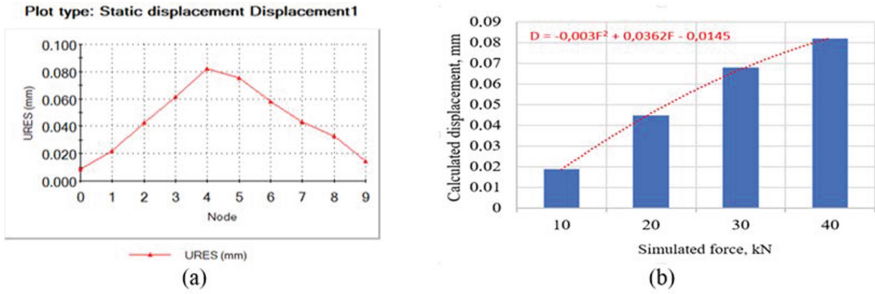 Plot type: Static displacement Displacement1
0.100
0.080
0.060
0.040
0.020
0.000
URES (mm)
0 1 2 3 4 5 6 7 8 9
Node
URES (mm)
(a)
0.09
0.08
0.07
0.06
0.05
0.04
0.03
0.02
0.01
0
Calculated displacement, mm
D = -0,003F² + 0,0362F - 0,0145
10 20 30 40
Simulated force, kN
(b)